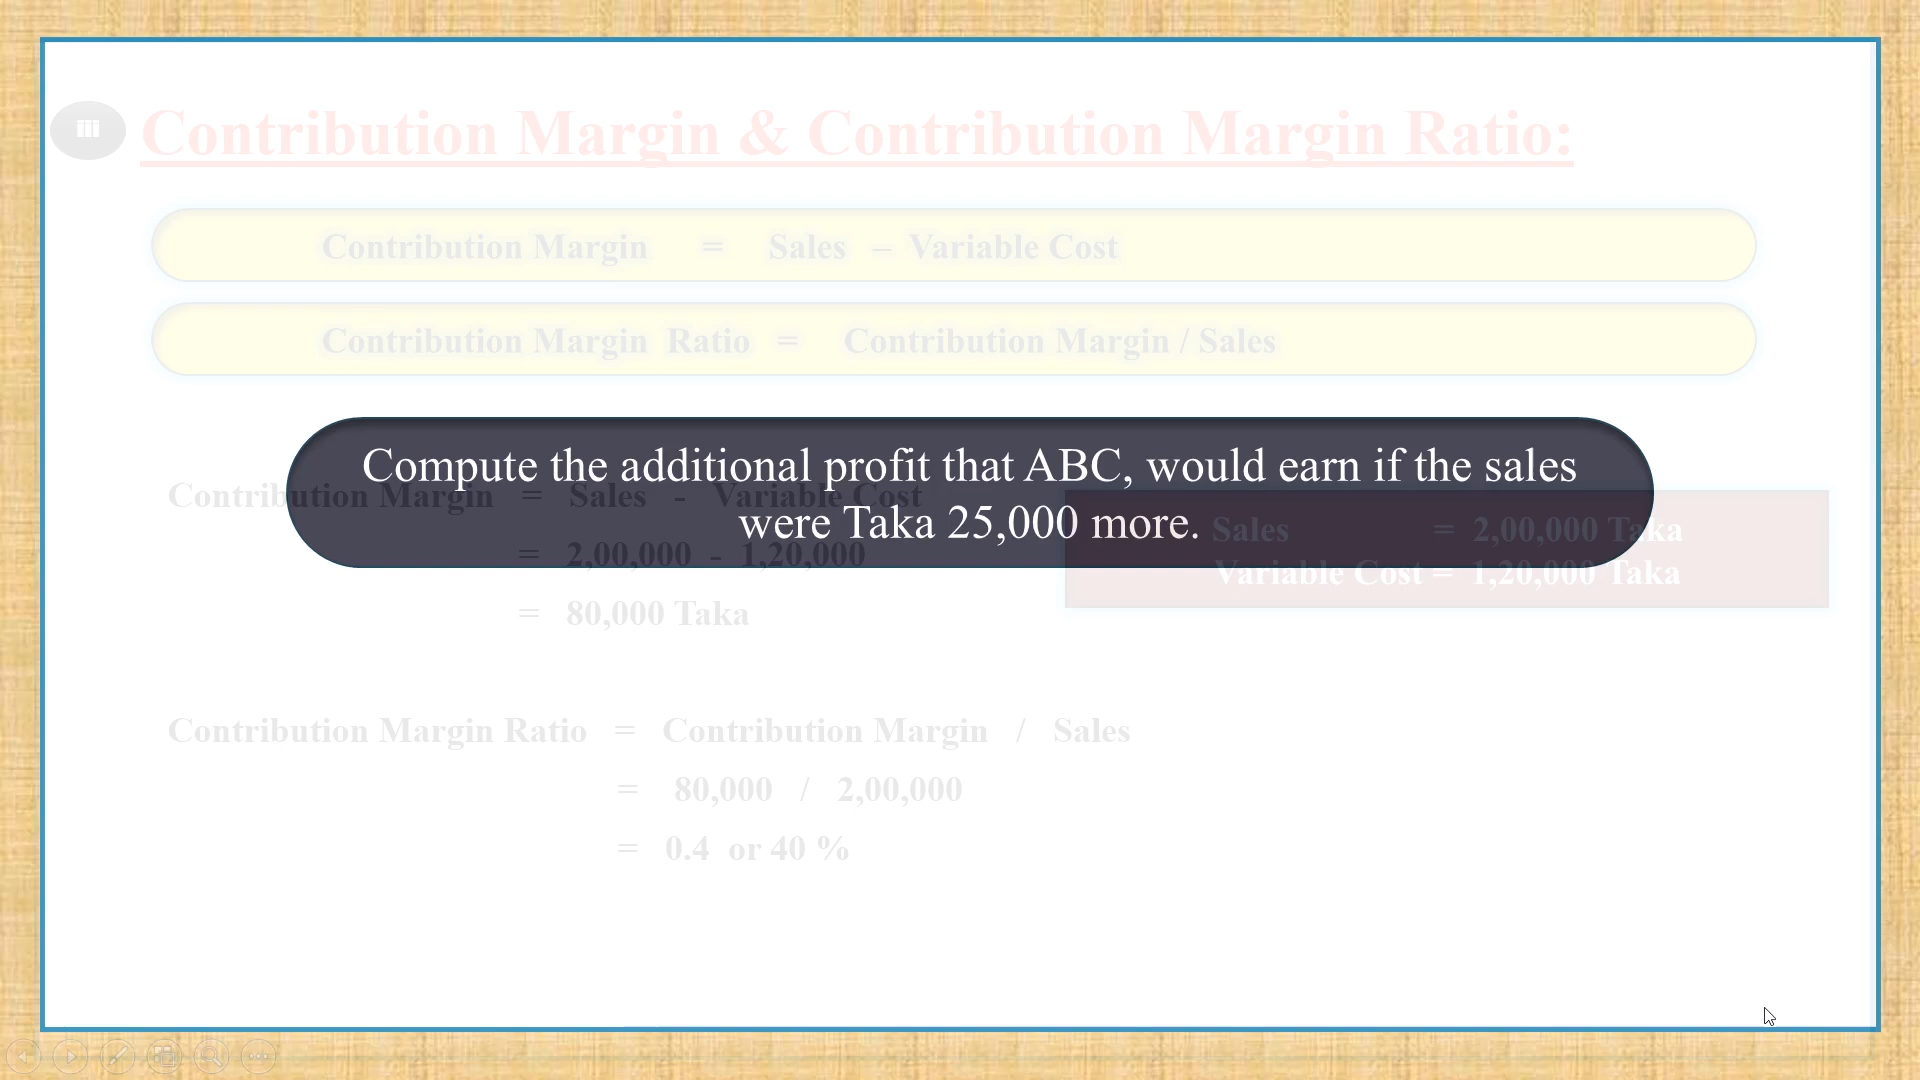 Contribution Margin & Contribution Margin Ratio:
Contribution Margin = Sales – Variable Cost
Contribution Margin Ratio = Contribution Margin / Sales
Compute the additional profit that ABC, would earn if the sales
were Taka 25,000 more.
Contribution Margin = Sales - Variable Cost
= 2,00,000 - 1,20,000
= 80,000 Taka
Sales = 2,00,000 Taka
Variable Cost = 1,20,000 Taka
Contribution Margin Ratio = Contribution Margin / Sales
= 80,000 / 2,00,000
= 0.4 or 40 %